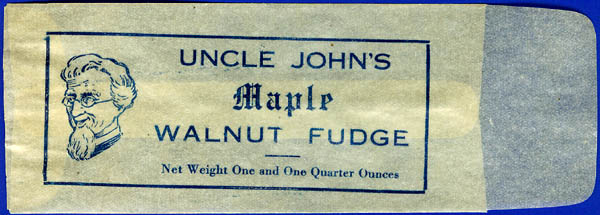 UNCLE JOHN'S
Maple
WALNUT FUDGE
Net Weight One and One Quarter Ounces